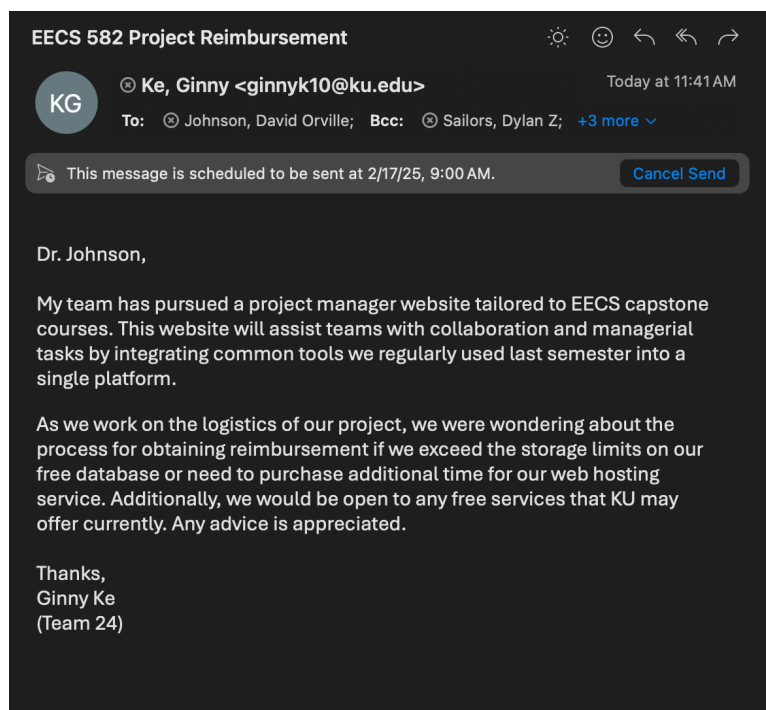 EECS 582 Project Reimbursement
KG
Ke, Ginny <ginnyk10@ku.edu>
Today at 11:41 AM
To: Johnson, David Orville; Bcc: Sailors, Dylan Z; +3 more
This message is scheduled to be sent at 2/17/25, 9:00 AM.
Cancel Send
Dr. Johnson,
My team has pursued a project manager website tailored to EECS capstone
courses. This website will assist teams with collaboration and managerial
tasks by integrating common tools we regularly used last semester into a
single platform.
As we work on the logistics of our project, we were wondering about the
process for obtaining reimbursement if we exceed the storage limits on our
free database or need to purchase additional time for our web hosting
service. Additionally, we would be open to any free services that KU may
offer currently. Any advice is appreciated.
Thanks,
Ginny Ke
(Team 24)